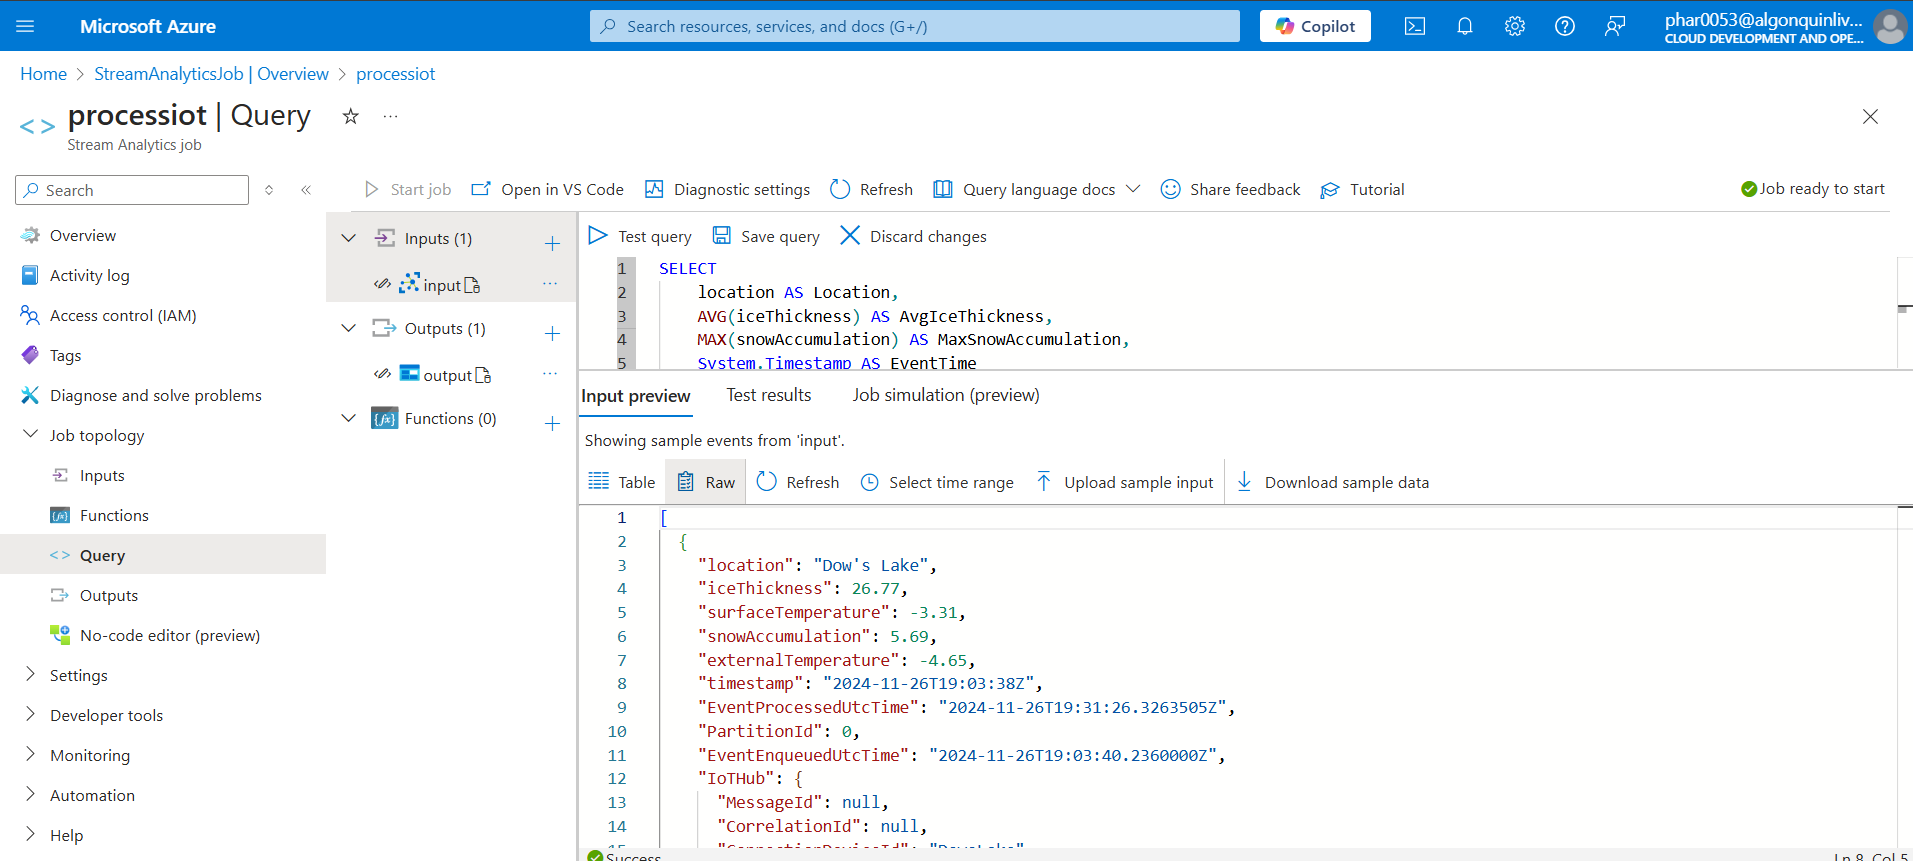 Microsoft Azure
Search resources, services, and docs (G+/)
Copilot
phar0053@algonquinliv...
CLOUD DEVELOPMENT AND OPE...
Home > StreamAnalyticsJob | Overview > processiot
processiot | Query
Stream Analytics job
Search
Start job
Open in VS Code
Diagnostic settings
Refresh
Query language docs
Share feedback
Tutorial
Job ready to start
Overview
Activity log
Access control (IAM)
Tags
Diagnose and solve problems
Job topology
Inputs
Functions
Query
Outputs
No-code editor (preview)
Settings
Developer tools
Monitoring
Automation
Help
Inputs (1)
input
Outputs (1)
output
Functions (0)
Test query
Save query
Discard changes
1 SELECT
2 location AS Location,
3 AVG(iceThickness) AS AvgIceThickness,
4 MAX(snowAccumulation) AS MaxSnowAccumulation,
5 System.Timestamp AS EventTime
Input preview
Test results
Job simulation (preview)
Showing sample events from 'input'.
Table
Raw
Refresh
Select time range
Upload sample input
Download sample data
1 [
2 {
3 "location": "Dow's Lake",
4 "iceThickness": 26.77,
5 "surfaceTemperature": -3.31,
6 "snowAccumulation": 5.69,
7 "externalTemperature": -4.65,
8 "timestamp": "2024-11-26T19:03:38Z",
9 "EventProcessedUtcTime": "2024-11-26T19:31:26.3263505Z",
10 "PartitionId": 0,
11 "EventEnqueuedUtcTime": "2024-11-26T19:03:40.2360000Z",
12 "IoTHub": {
13 "MessageId": null,
14 "CorrelationId": null,
Success
Ln 8, Col 5